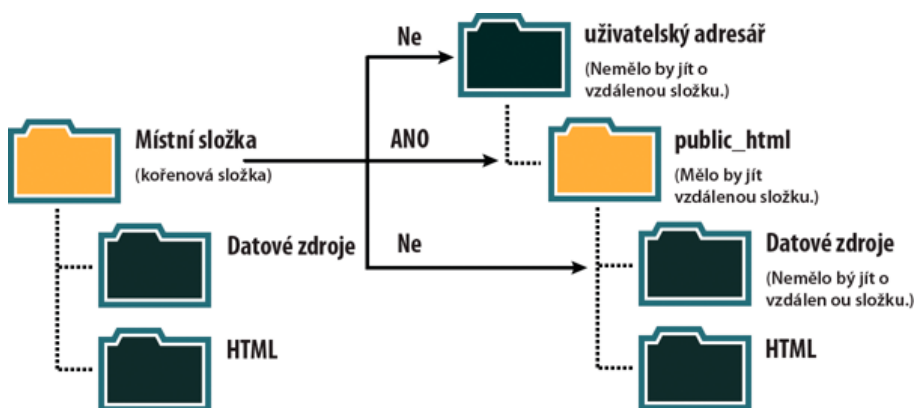 Místní složka
(kořenová složka)
Datové zdroje
HTML
Ne
ANO
Ne
uživatelský adresář
(Nemělo by jít o
vzdálenou složku.)
public_html
(Mělo by jít
vzdálenou složku.)
Datové zdroje
(Nemělo bý jít o
vzdálen ou složku.)
HTML